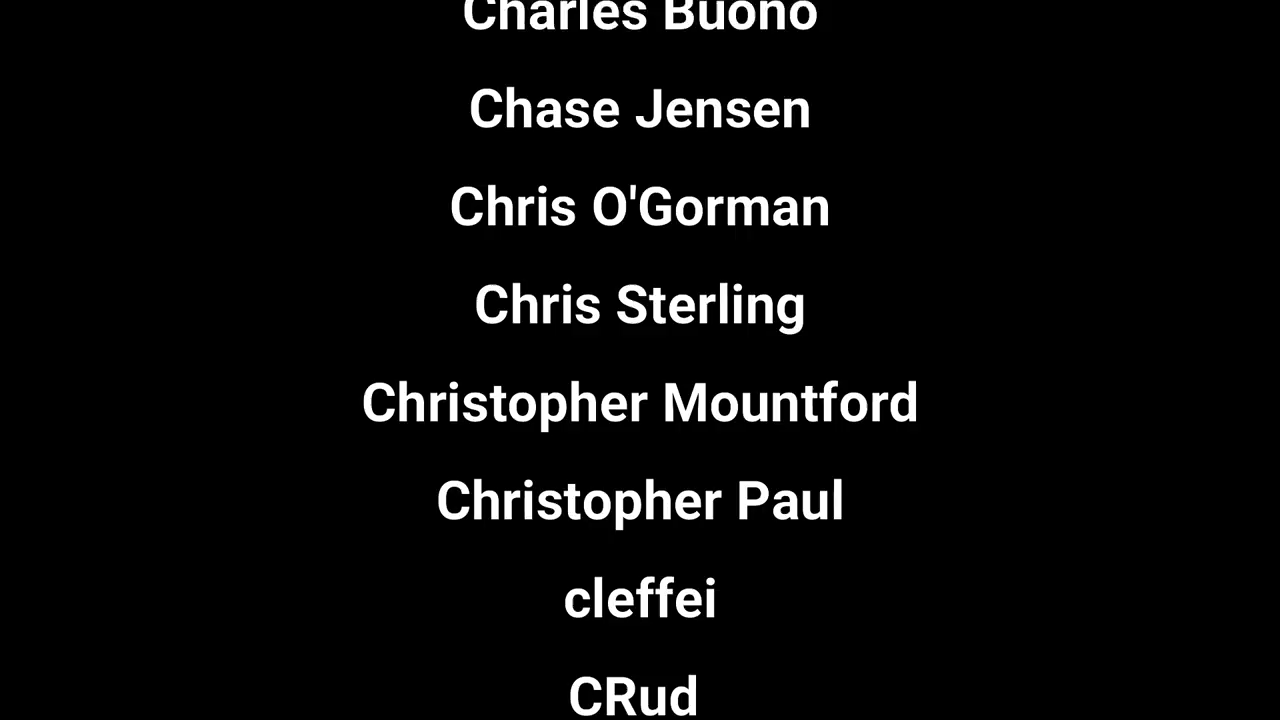 Charles Buono
Chase Jensen
Chris O'Gorman
Chris Sterling
Christopher Mountford
Christopher Paul
cleffei
CRud